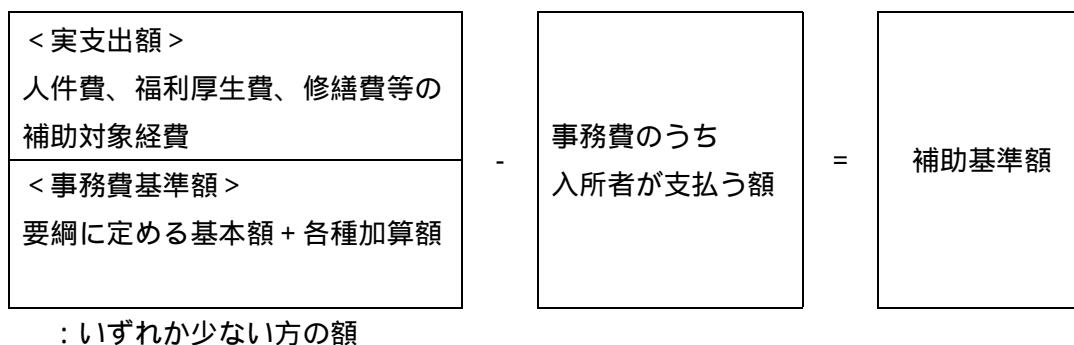 <実支出額>
人件費、福利厚生費、修繕費等の
補助対象経費
<事務費基準額>
要綱に定める基本額+各種加算額
-
事務費のうち
入所者が支払う額
=
補助基準額
:いずれか少ない方の額